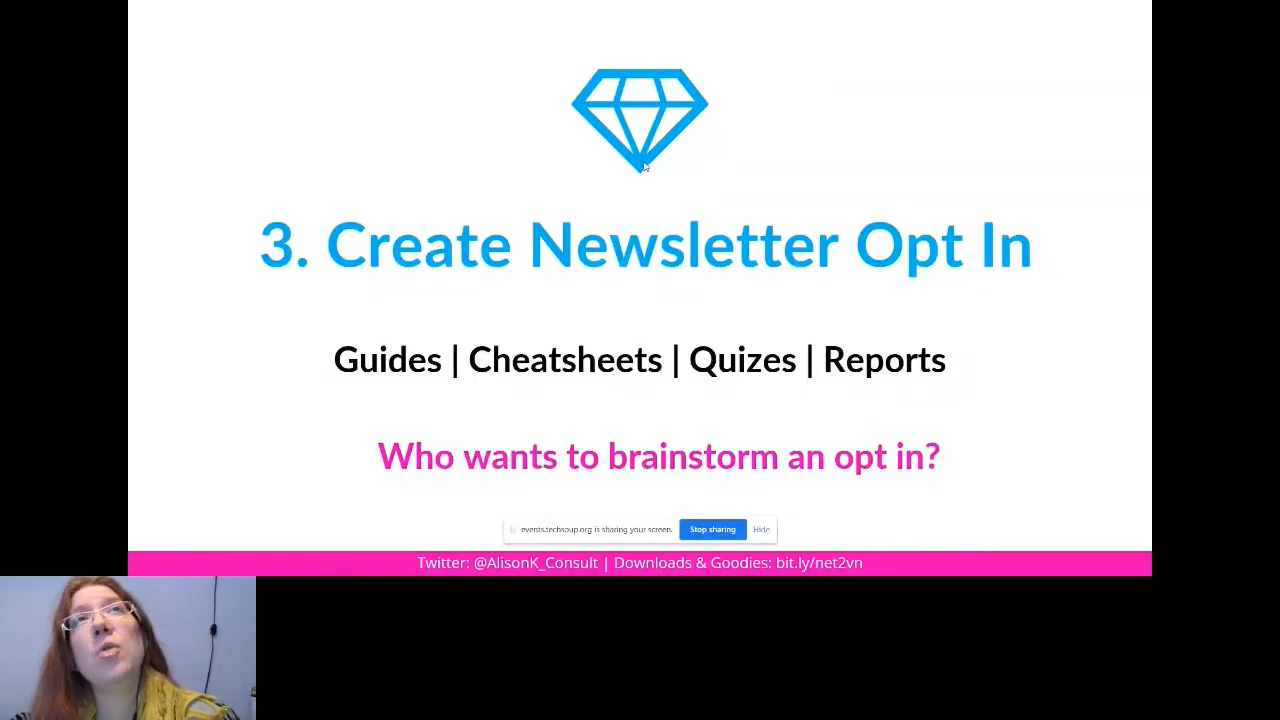 3. Create Newsletter Opt In
Guides | Cheatsheets | Quizes | Reports
Who wants to brainstorm an opt in?
events.techsoup.org is sharing your screen. Stop sharing Hide
Twitter: @AlisonK_Consult | Downloads & Goodies: bit.ly/net2vn